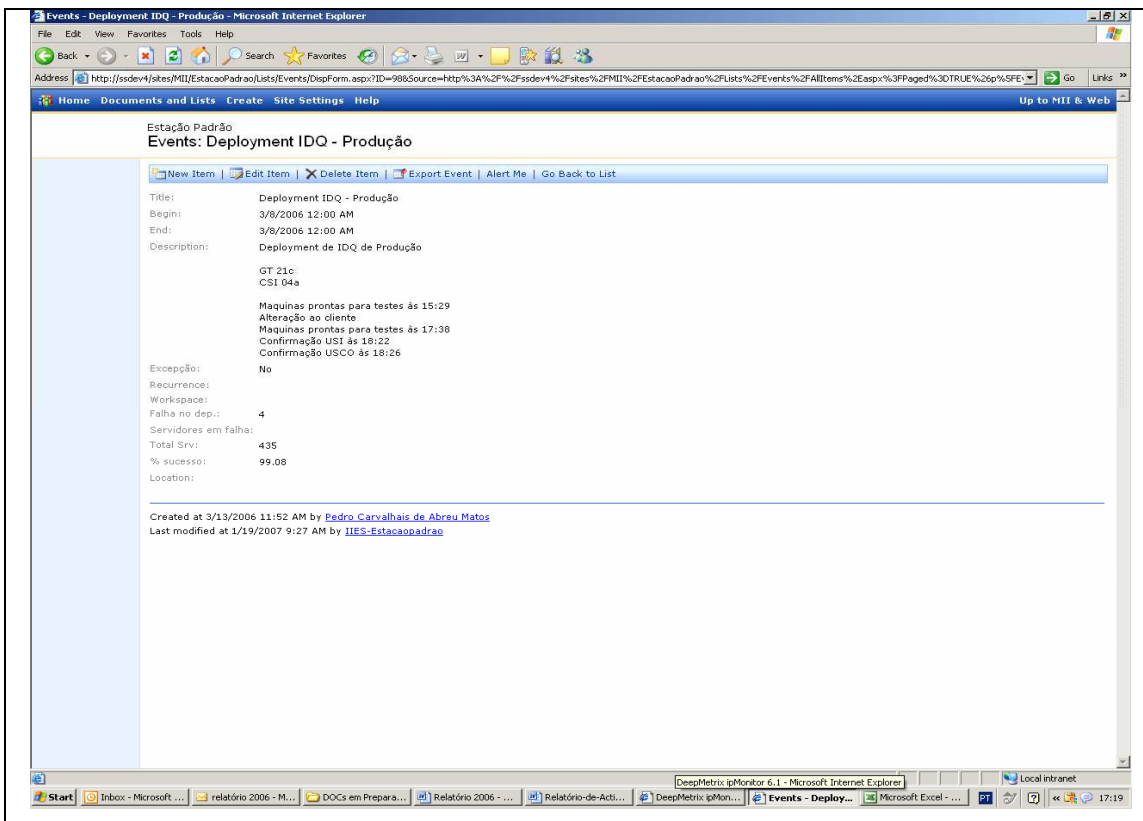 Events - Deployment IDQ - Produção - Microsoft Internet Explorer
File Edit View Favorites Tools Help
Back Search Favorites
Address http://ssdev4/sites/MII/EstacaoPadrao/Lists/Events/DispForm.aspx?ID=98&Source=http%3A%2F%2Fssdev4%2Fsites%2FMII%2FEstacaoPadrao%2FLists%2FEvents%2FAllItems%2Easpx%3FPaged%3DTRUE%26p%5FE Go Links »
Home Documents and Lists Create Site Settings Help Up to MII & Web
Estação Padrão
Events: Deployment IDQ - Produção
New Item | Edit Item | Delete Item | Export Event | Alert Me | Go Back to List
Title: Deployment IDQ - Produção
Begin: 3/8/2006 12:00 AM
End: 3/8/2006 12:00 AM
Description: Deployment de IDQ de Produção
GT 21c
CSI 04a
Maquinas prontas para testes às 15:29
Alteração ao cliente
Maquinas prontas para testes às 17:38
Confirmação USI às 18:22
Confirmação USCO às 18:26
Excepção: No
Recurrence:
Workspace:
Falha no dep.: 4
Servidores em falha:
Total Srv: 435
% sucesso: 99.08
Location:
Created at 3/13/2006 11:52 AM by Pedro Carvalhais de Abreu Matos
Last modified at 1/19/2007 9:27 AM by IIES-Estacaopadrao
DeepMetrix ipMonitor 6.1 - Microsoft Internet Explorer
Local intranet
Start Inbox - Microsoft ... relatório 2006 - M... DOCs em Prepara... Relatório 2006 - ... Relatório-de-Acti... DeepMetrix ipMon... Events - Deploy... Microsoft Excel - ... PT « 17:19